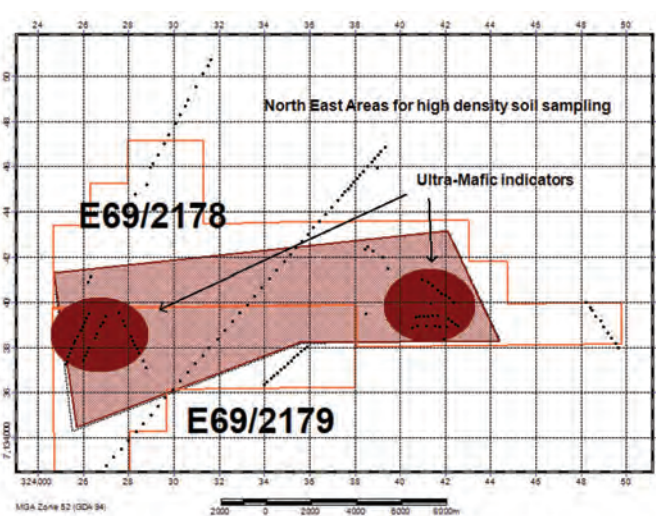 24 26 28 30 32 34 36 38 40 42 44 46 48 50
50
North East Areas for high density soil sampling
48
46
Ultra-Mafic indicators
44
E69/2178
42
40
38
36
E69/2179
7,134000
324000 26 28 30 32 34 36 38 40 42 44 46 48 50
MGA Zone 52 (GDA 94)
2000 0 2000 4000 6000 8000m